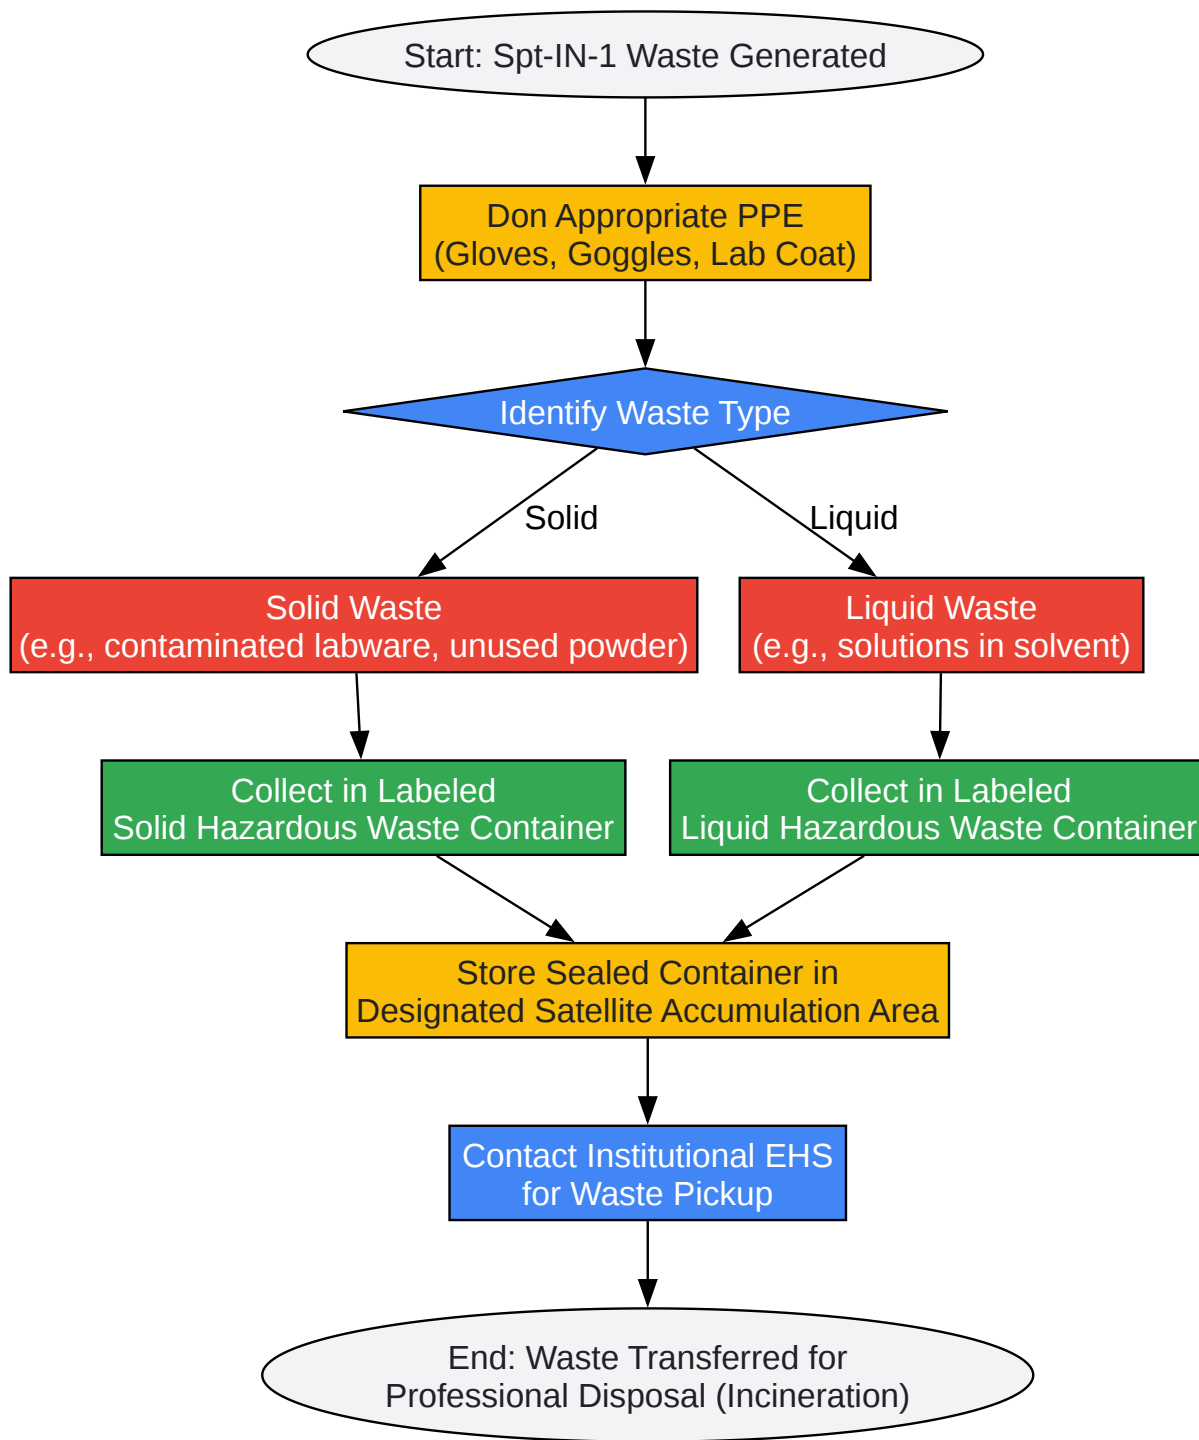 Start: Spt-IN-1 Waste Generated
Don Appropriate PPE
(Gloves, Goggles, Lab Coat)
Identify Waste Type
Solid
Liquid
Solid Waste
(e.g., contaminated labware, unused powder)
Liquid Waste
(e.g., solutions in solvent)
Collect in Labeled
Solid Hazardous Waste Container
Collect in Labeled
Liquid Hazardous Waste Container
Store Sealed Container in
Designated Satellite Accumulation Area
Contact Institutional EHS
for Waste Pickup
End: Waste Transferred for
Professional Disposal (Incineration)